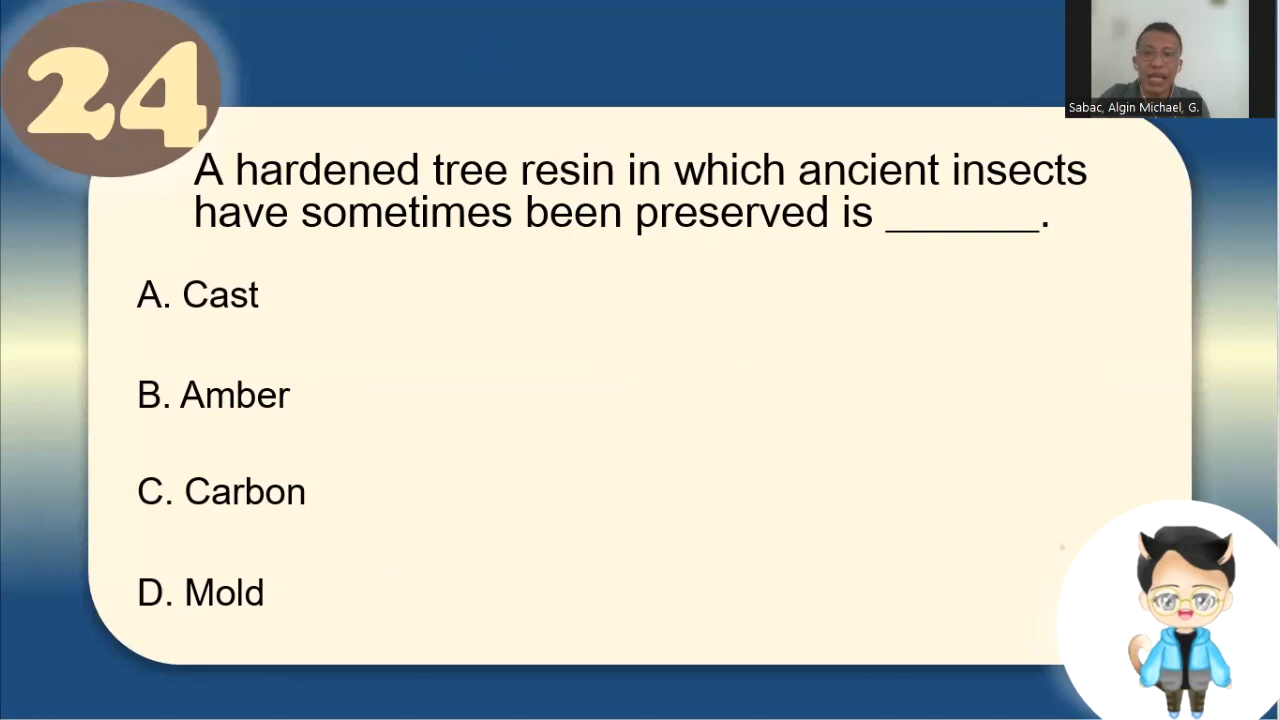 24
Sabac, Algin Michael, G.
A hardened tree resin in which ancient insects
have sometimes been preserved is _______.
A. Cast
B. Amber
C. Carbon
D. Mold